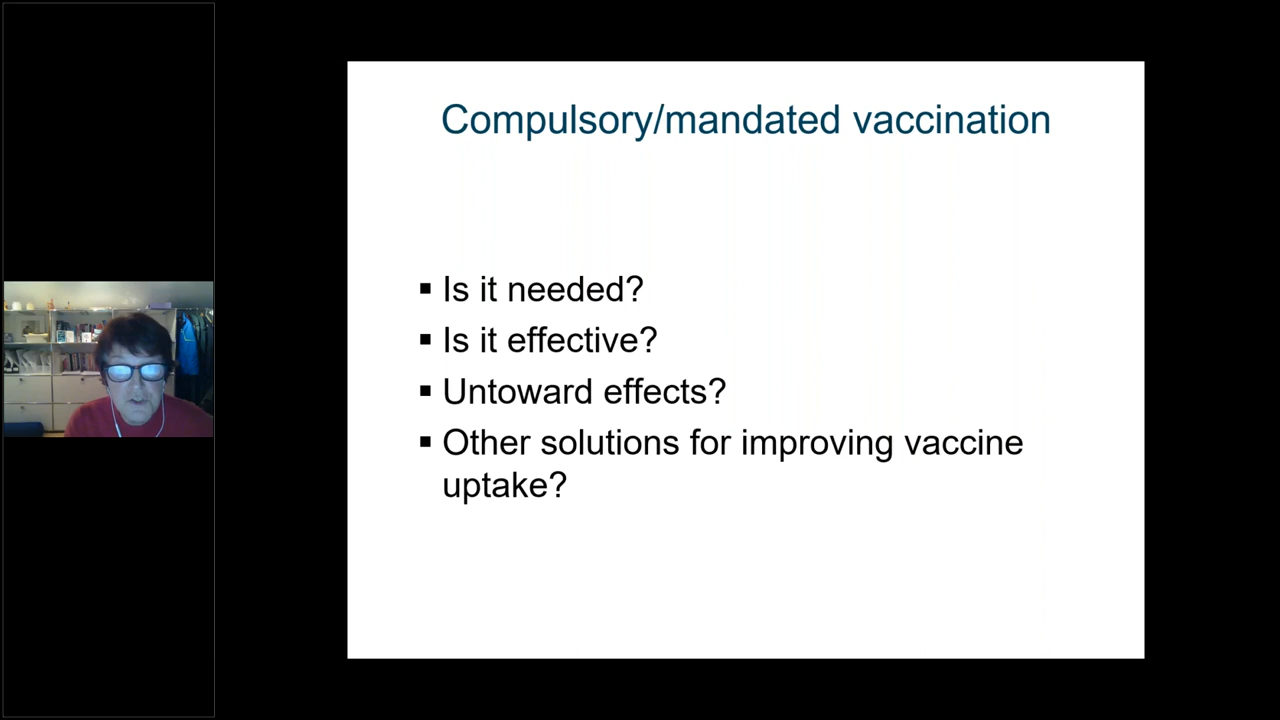 Compulsory/mandated vaccination
▪ Is it needed?
▪ Is it effective?
▪ Untoward effects?
▪ Other solutions for improving vaccine
uptake?